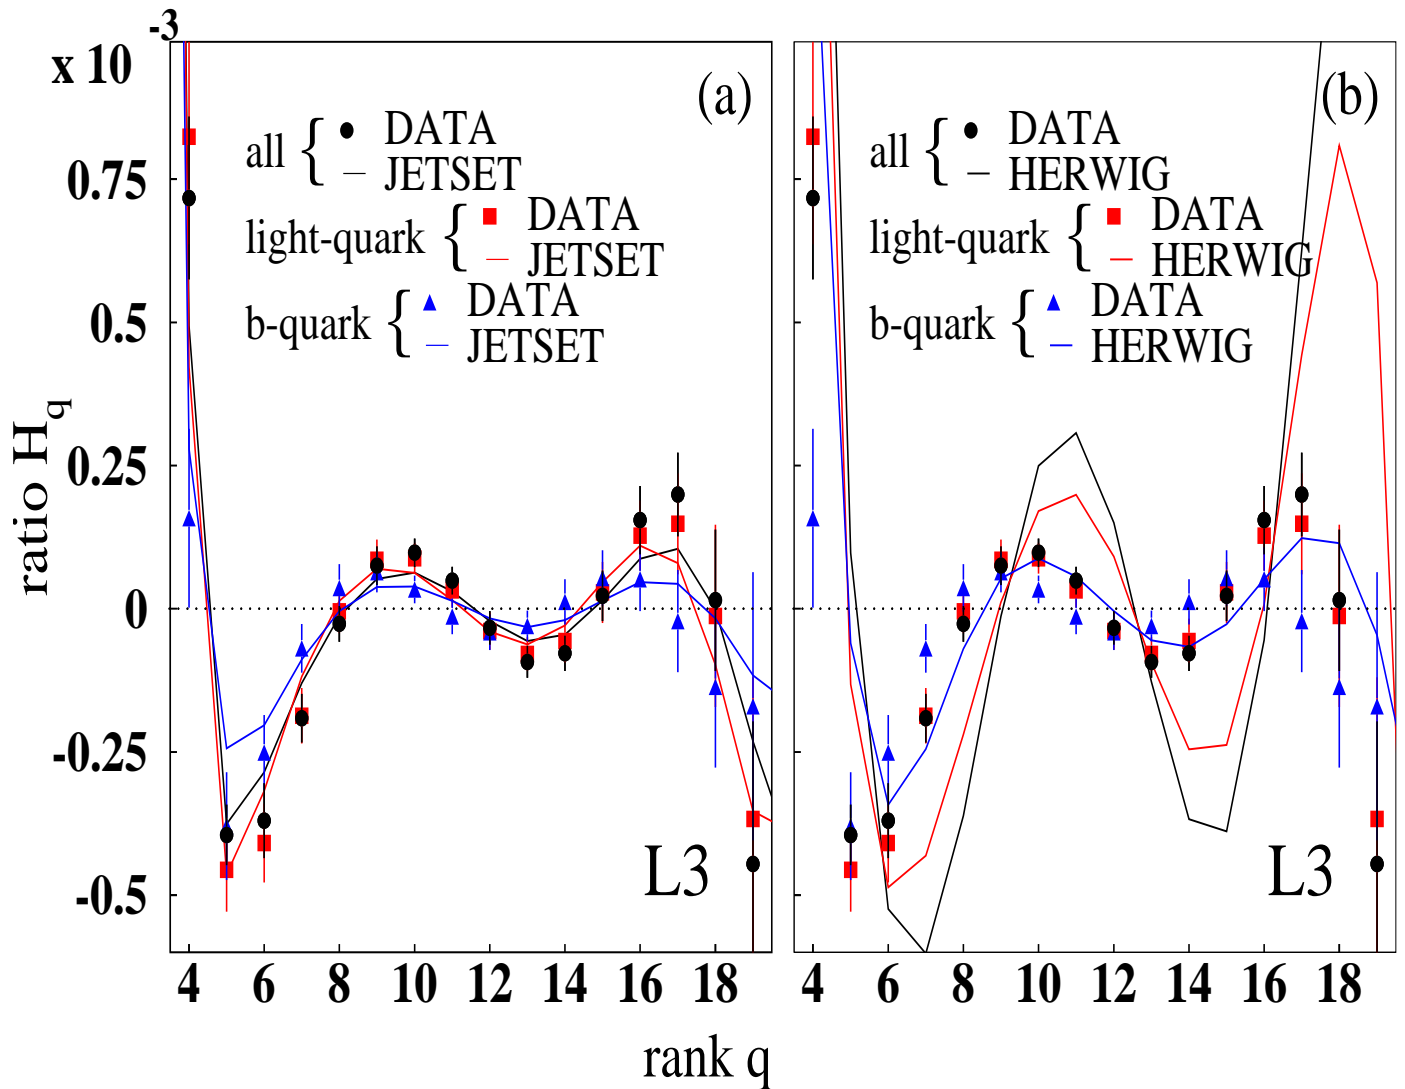 x 10 -3
(a)
all { DATA
JETSET
light-quark { DATA
JETSET
b-quark { DATA
JETSET
L3
(b)
all { DATA
HERWIG
light-quark { DATA
HERWIG
b-quark { DATA
HERWIG
L3
0.75
0.5
0.25
0
-0.25
-0.5
ratio H q
4 6 8 10 12 14 16 18
4 6 8 10 12 14 16 18
rank q